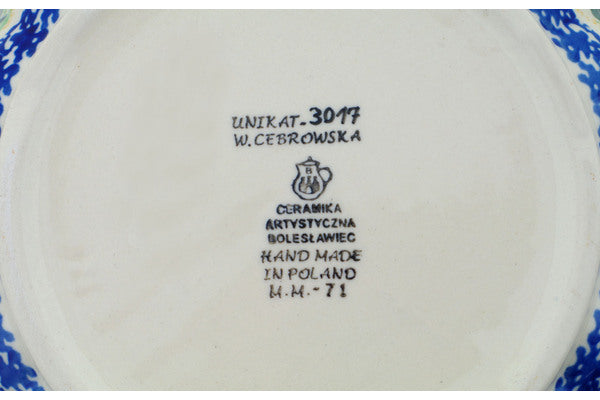 UNIKAT-3017
W. CEBROWSKA
B
CERAMIKA
ARTYSTYCZNA
BOLESŁAWIEC
HAND MADE
IN POLAND
M.M.-71